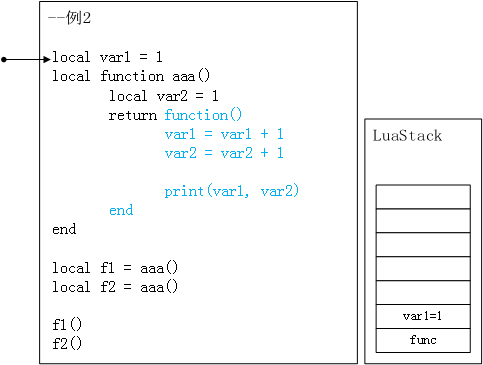 --例2
local var1 = 1
local function aaa()
local var2 = 1
return function()
var1 = var1 + 1
var2 = var2 + 1
print(var1, var2)
end
end
local f1 = aaa()
local f2 = aaa()
f1()
f2()
LuaStack
var1=1
func